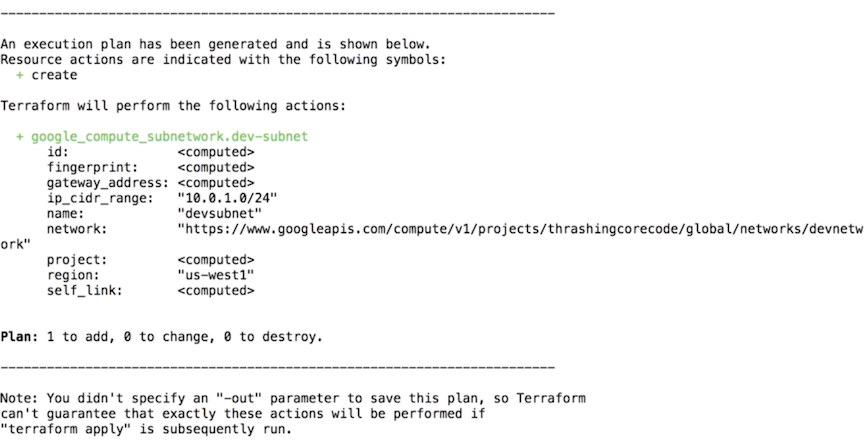 ------------------------------------------------------------------------
An execution plan has been generated and is shown below.
Resource actions are indicated with the following symbols:
  + create
Terraform will perform the following actions:
  + google_compute_subnetwork.dev-subnet
      id:              <computed>
      fingerprint:     <computed>
      gateway_address: <computed>
      ip_cidr_range:   "10.0.1.0/24"
      name:            "devsubnet"
      network:         "https://www.googleapis.com/compute/v1/projects/thrashingcorecode/global/networks/devnetw
ork"
      project:         <computed>
      region:          "us-west1"
      self_link:       <computed>
Plan: 1 to add, 0 to change, 0 to destroy.
------------------------------------------------------------------------
Note: You didn't specify an "-out" parameter to save this plan, so Terraform
can't guarantee that exactly these actions will be performed if
"terraform apply" is subsequently run.